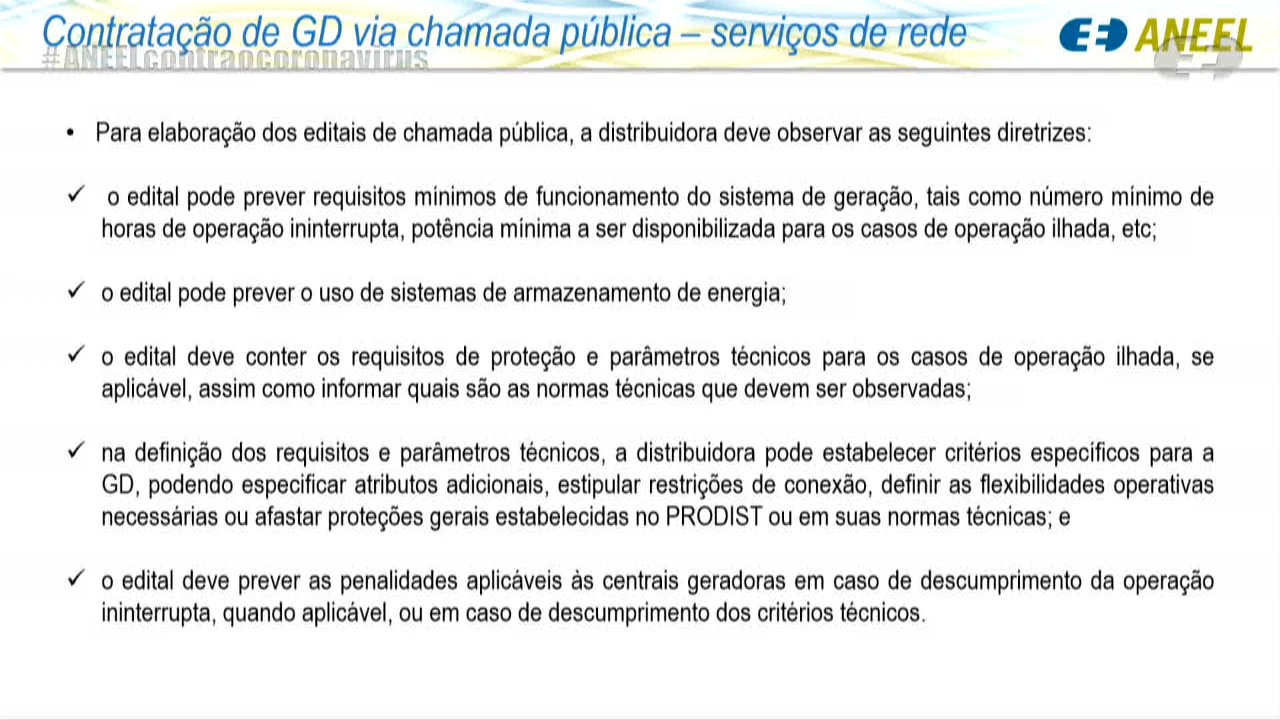 Contratação de GD via chamada pública – serviços de rede
ANEEL
#ANEELcontraocoronavirus
• Para elaboração dos editais de chamada pública, a distribuidora deve observar as seguintes diretrizes:
✓ o edital pode prever requisitos mínimos de funcionamento do sistema de geração, tais como número mínimo de
horas de operação ininterrupta, potência mínima a ser disponibilizada para os casos de operação ilhada, etc;
✓ o edital pode prever o uso de sistemas de armazenamento de energia;
✓ o edital deve conter os requisitos de proteção e parâmetros técnicos para os casos de operação ilhada, se
aplicável, assim como informar quais são as normas técnicas que devem ser observadas;
✓ na definição dos requisitos e parâmetros técnicos, a distribuidora pode estabelecer critérios específicos para a
GD, podendo especificar atributos adicionais, estipular restrições de conexão, definir as flexibilidades operativas
necessárias ou afastar proteções gerais estabelecidas no PRODIST ou em suas normas técnicas; e
✓ o edital deve prever as penalidades aplicáveis às centrais geradoras em caso de descumprimento da operação
ininterrupta, quando aplicável, ou em caso de descumprimento dos critérios técnicos.